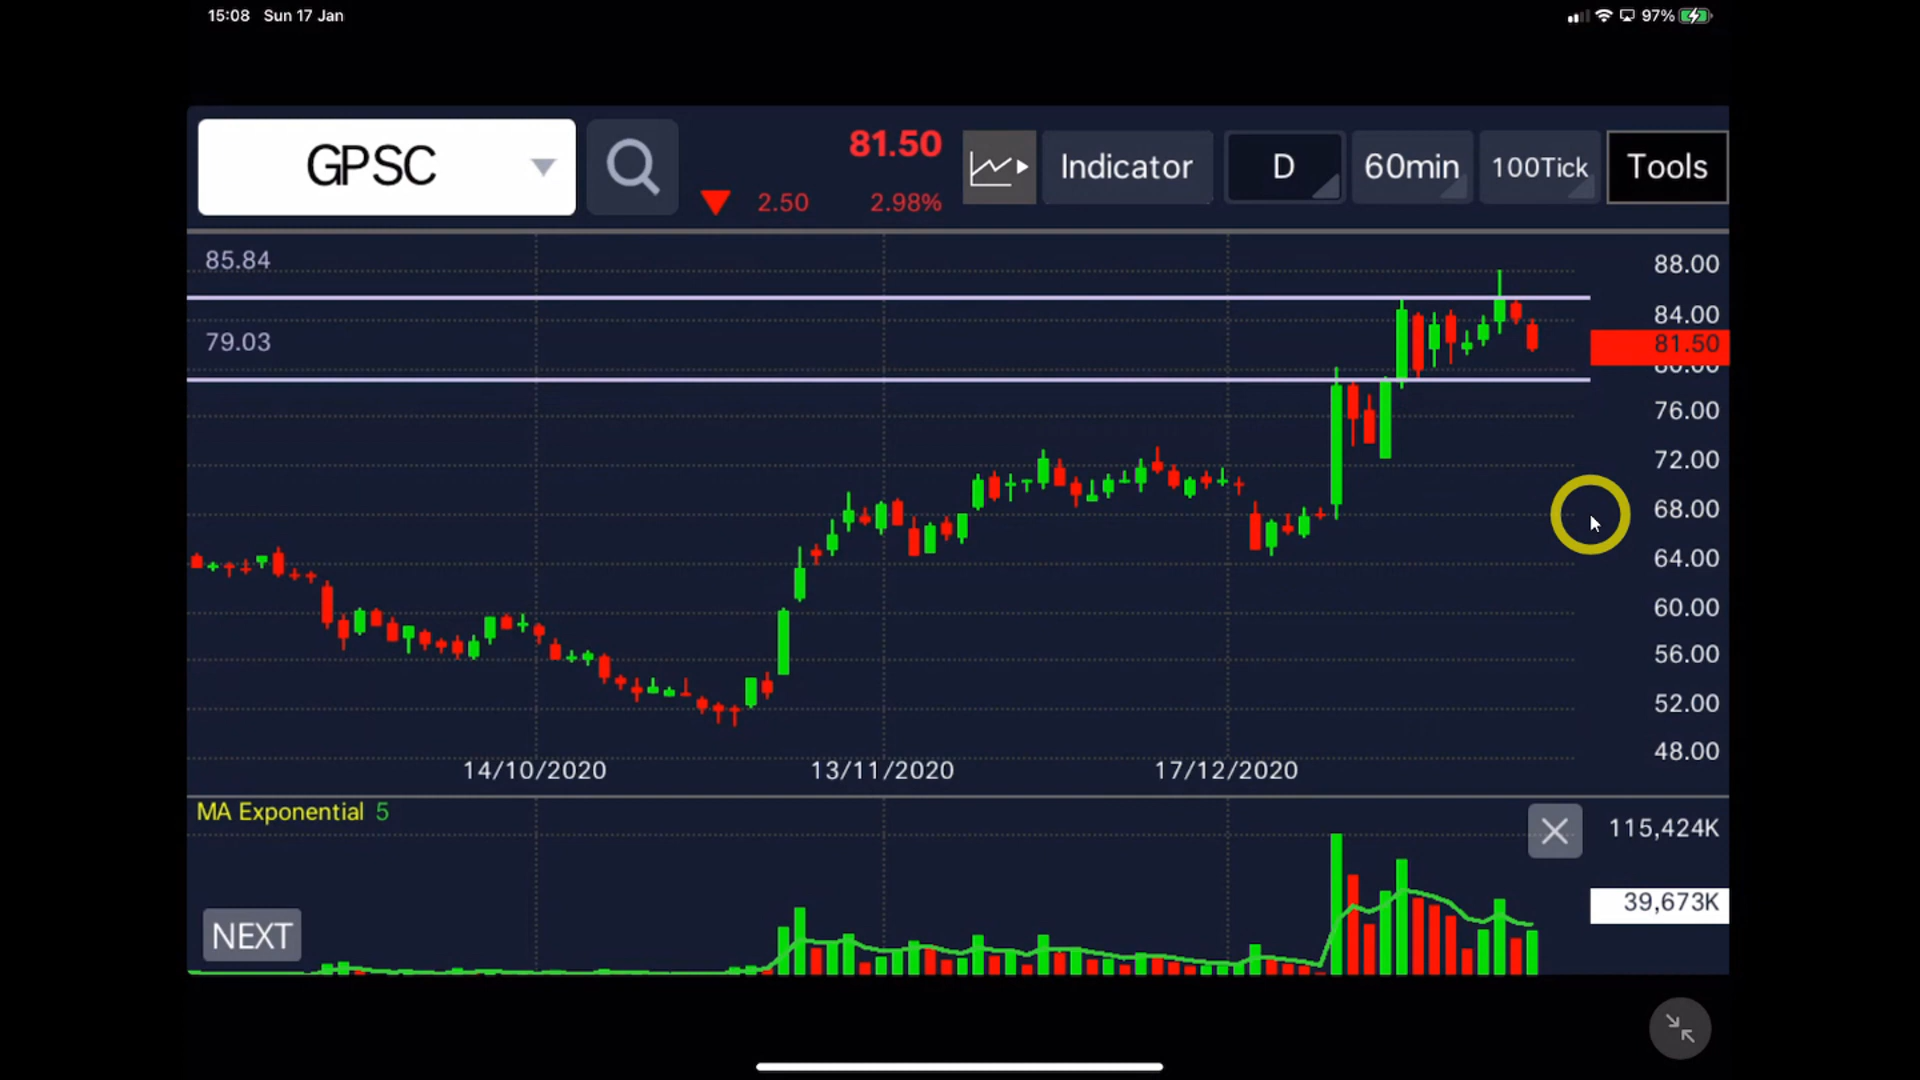 15:08 Sun 17 Jan
97%
GPSC
81.50
2.50 2.98%
Indicator
D
60min
100Tick
Tools
85.84
79.03
88.00
84.00
81.50
80.00
76.00
72.00
68.00
64.00
60.00
56.00
52.00
48.00
14/10/2020 13/11/2020 17/12/2020
MA Exponential 5
115,424K
39,673K
NEXT